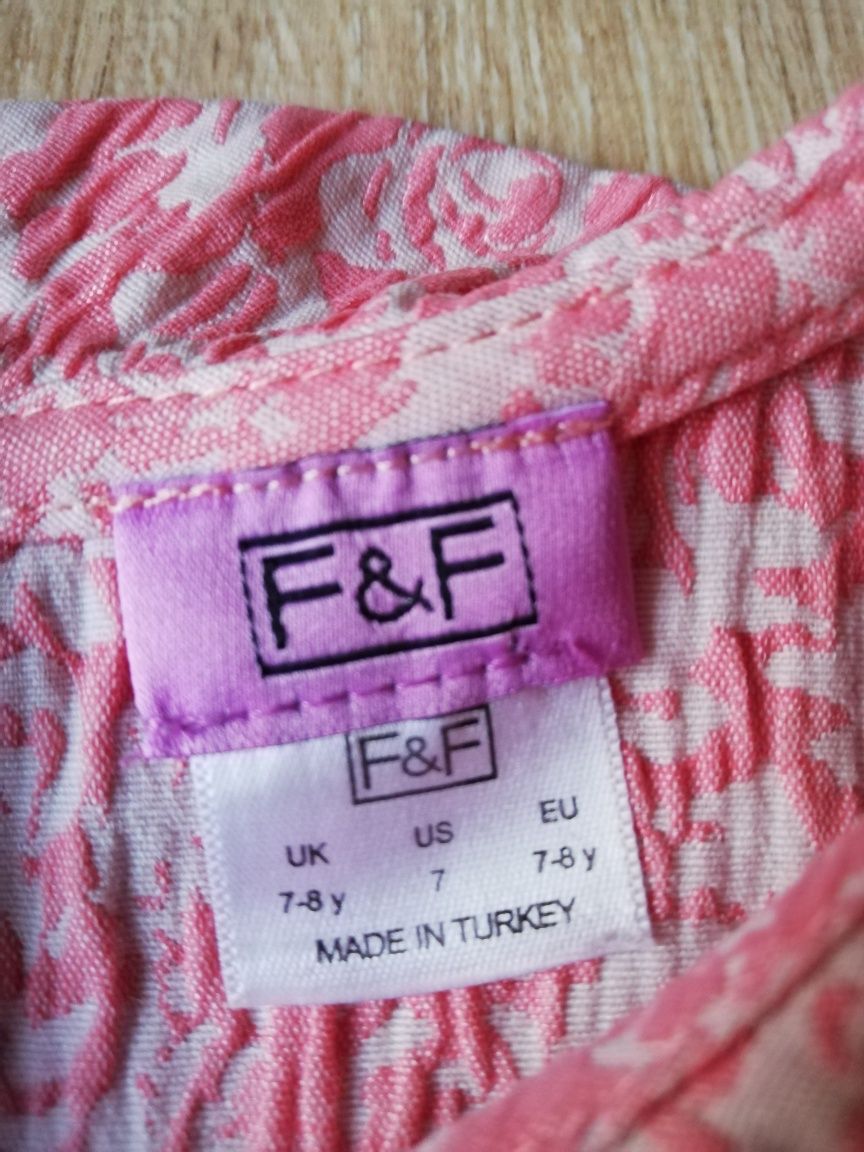 F&F
F&F
UK US EU
7-8 y 7 7-8 y
MADE IN TURKEY